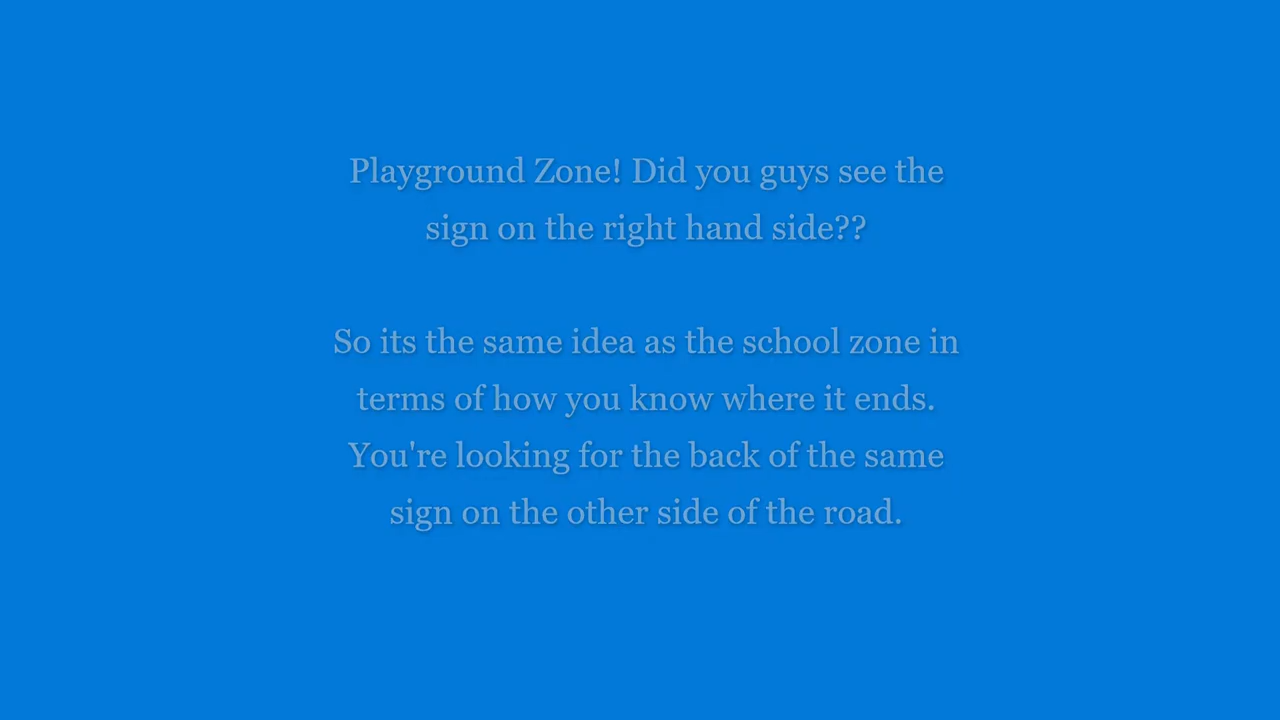 Playground Zone! Did you guys see the
sign on the right hand side??
So its the same idea as the school zone in
terms of how you know where it ends.
You're looking for the back of the same
sign on the other side of the road.